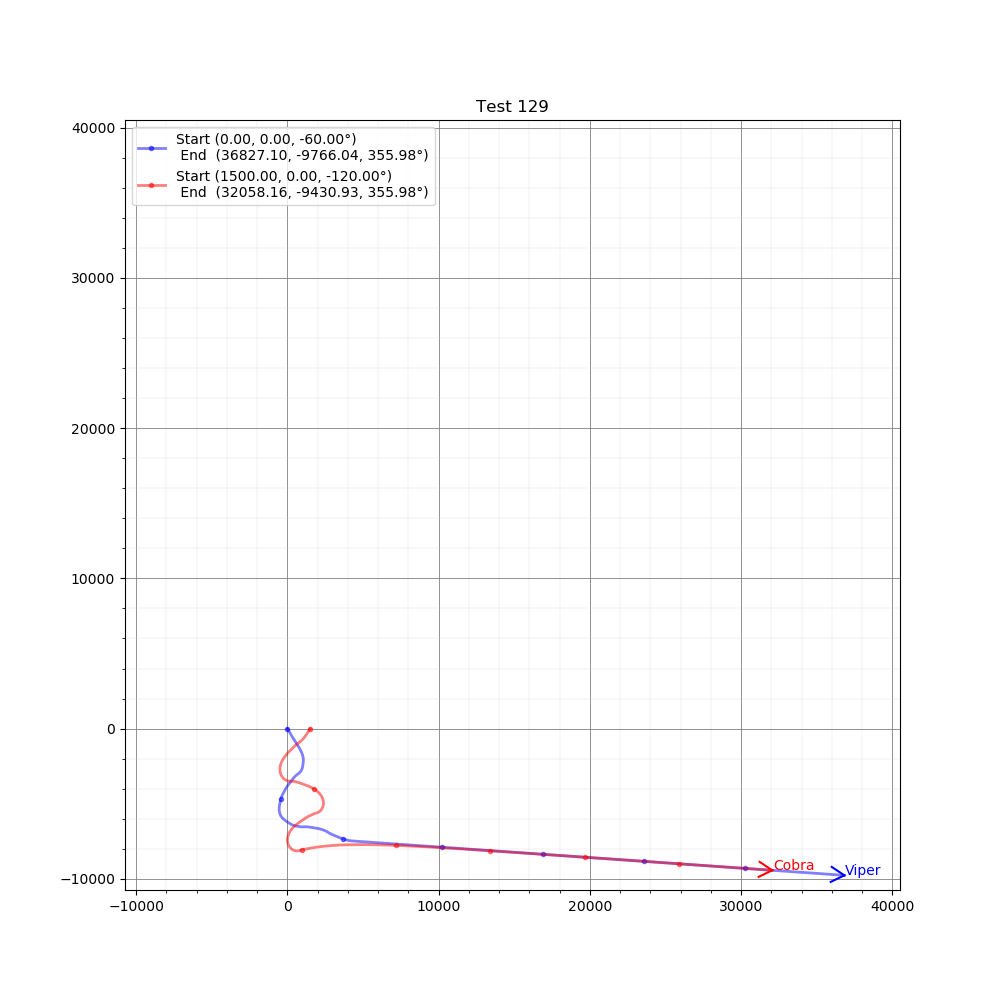 Test 129
Start (0.00, 0.00, -60.00°)
End  (36827.10, -9766.04, 355.98°)
Start (1500.00, 0.00, -120.00°)
End  (32058.16, -9430.93, 355.98°)
40000
30000
20000
10000
0
−10000
Cobra
Viper
−10000
0
10000
20000
30000
40000